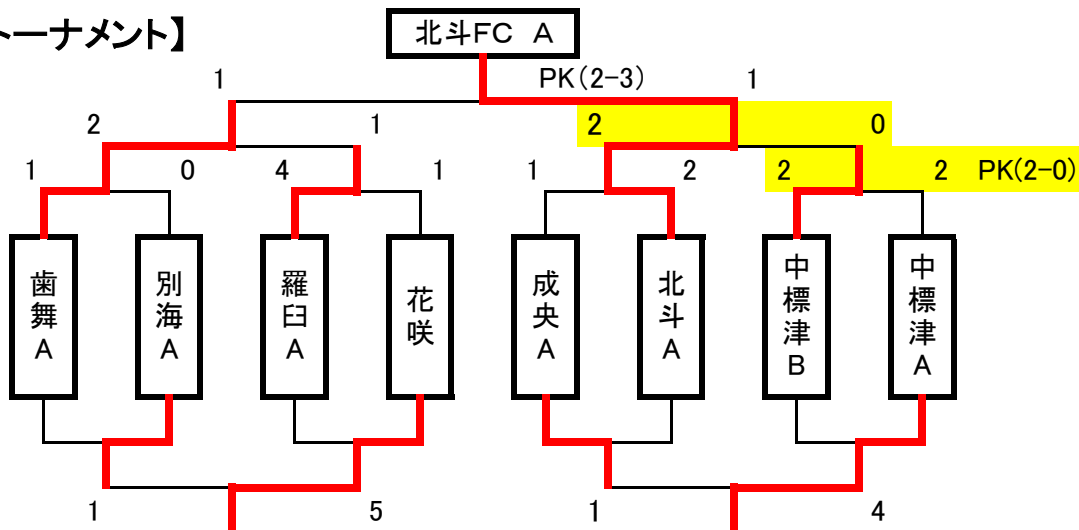 トーナメント】
北斗FC A
1 PK(2-3) 1
2 1 2 0
1 0 4 1 1 2 2 2 PK(2-0)
歯舞A
別海A
羅臼A
花咲
成央A
北斗A
中標津B
中標津A
1 5 1 4